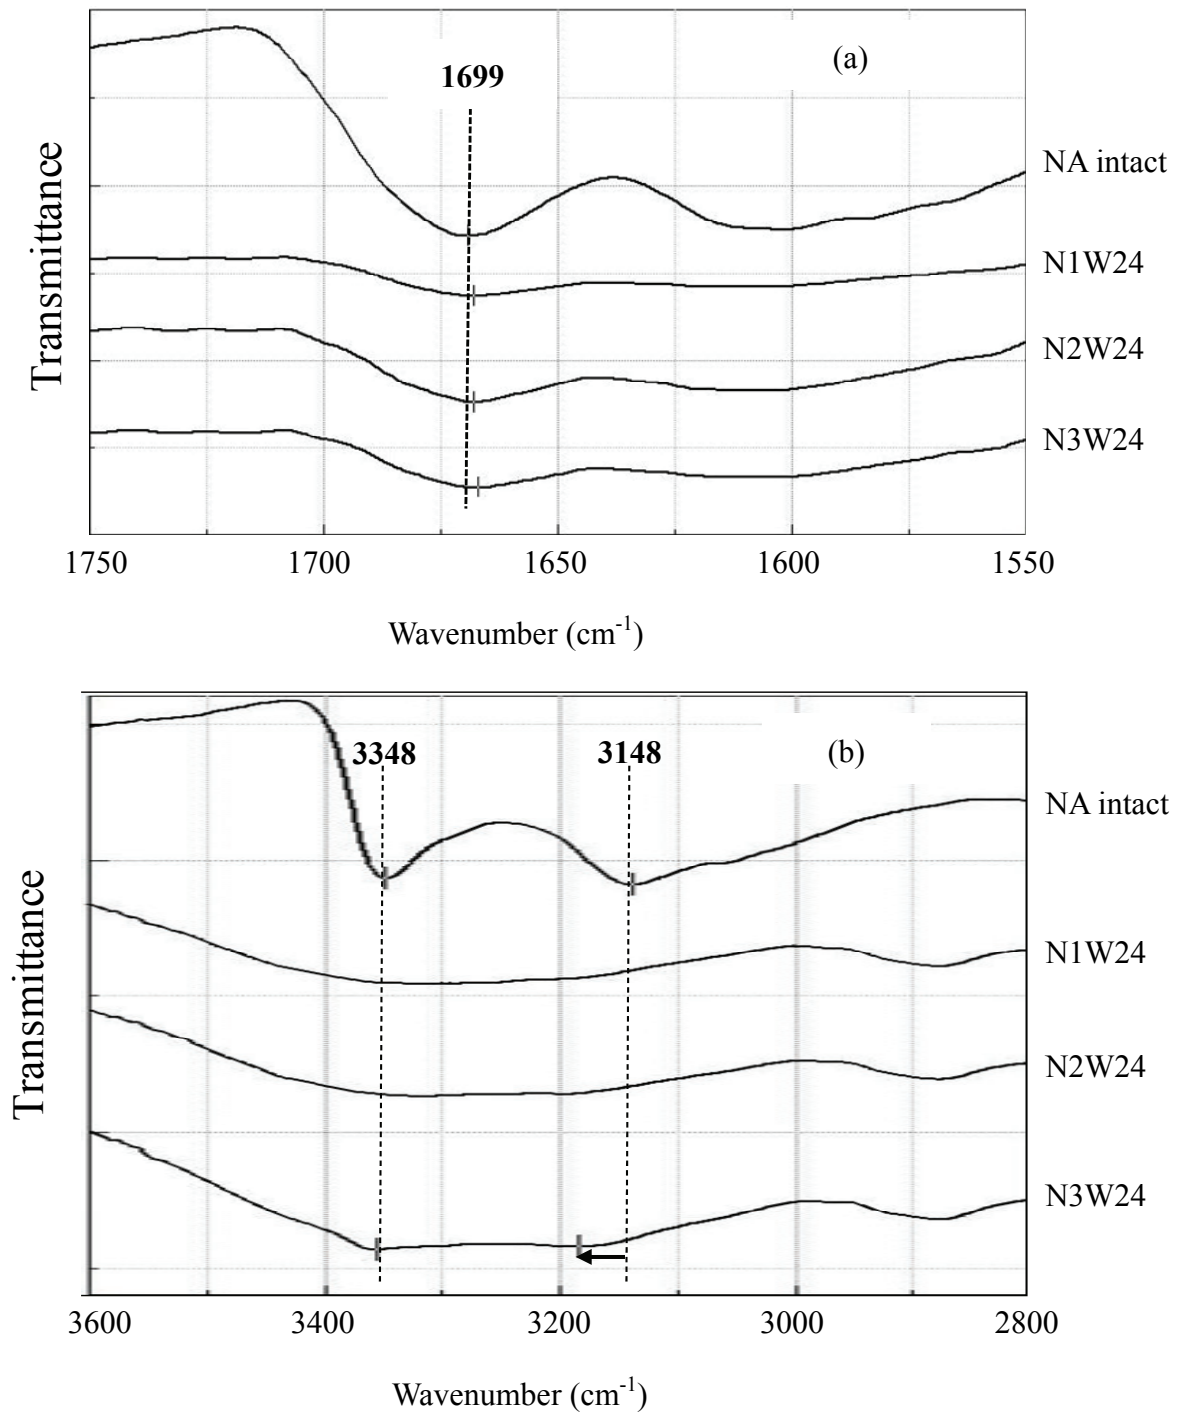 (a)
1699
Transmittance
NA intact
N1W24
N2W24
N3W24
1750 1700 1650 1600 1550
Wavenumber (cm⁻¹)
3348 3148 (b)
Transmittance
NA intact
N1W24
N2W24
N3W24
3600 3400 3200 3000 2800
Wavenumber (cm⁻¹)